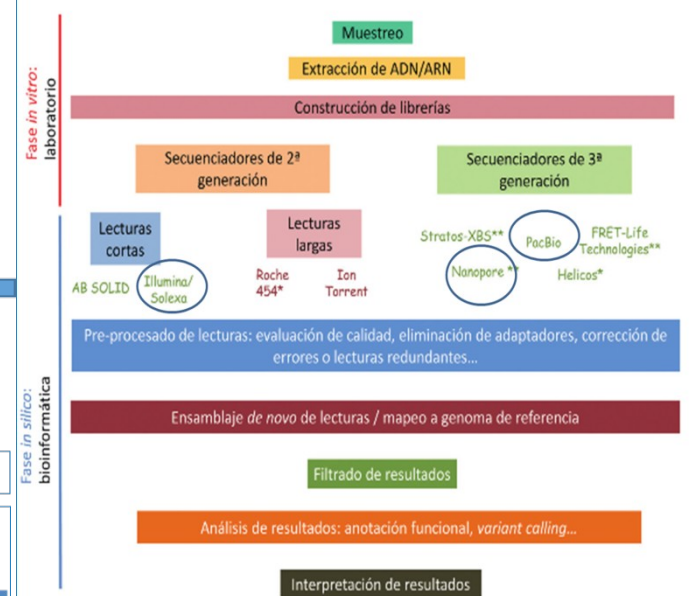 Fase in vitro:
laboratorio
Muestreo
Extracción de ADN/ARN
Construcción de librerías
Secuenciadores de 2ª
generación
Secuenciadores de 3ª
generación
Fase in silico:
bioinformática
Lecturas
cortas
Lecturas
largas
AB SOLID
Illumina/
Solexa
Roche
454*
Ion
Torrent
Stratos-XBS**
PacBio
FRET-Life
Technologies**
Nanopore **
Helicos*
Pre-procesado de lecturas: evaluación de calidad, eliminación de adaptadores, corrección de
errores o lecturas redundantes...
Ensamblaje de novo de lecturas / mapeo a genoma de referencia
Filtrado de resultados
Análisis de resultados: anotación funcional, variant calling...
Interpretación de resultados